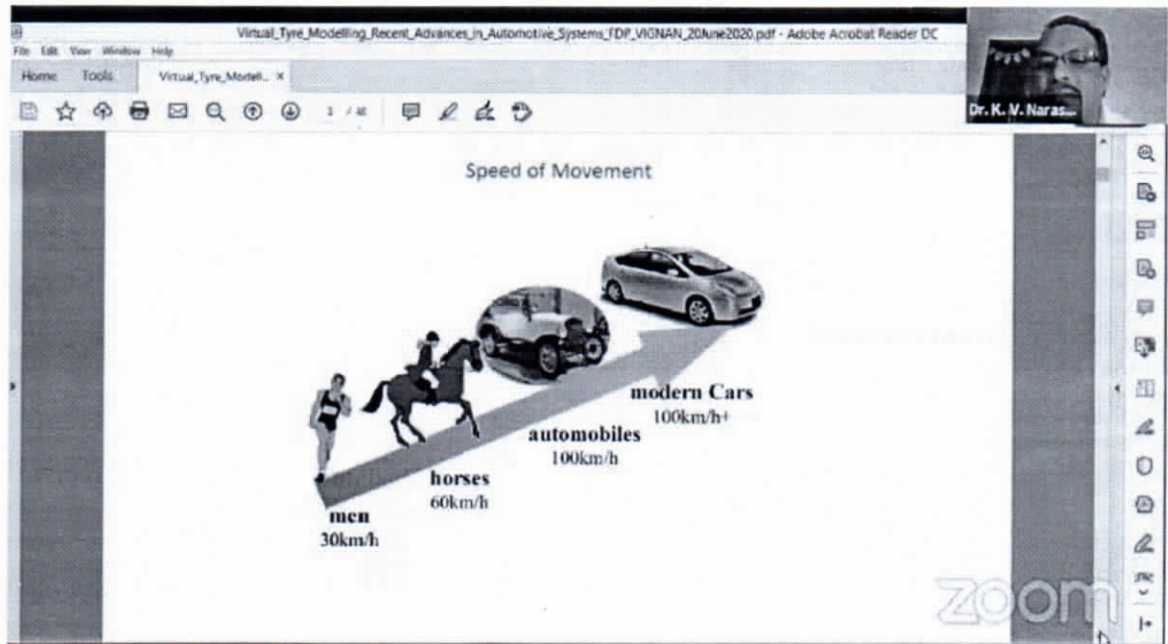 Virtual_Tyre_Modelling_Recent_Advances_in_Automotive_Systems_FDP_VIGNAN_20June2020.pdf - Adobe Acrobat Reader DC
File Edit View Window Help
Home Tools Virtual_Tyre_Modell... ×
1 /
Dr. K. V. Naras...
Speed of Movement
modern Cars
100km/h+
automobiles
100km/h
horses
60km/h
men
30km/h
zoom